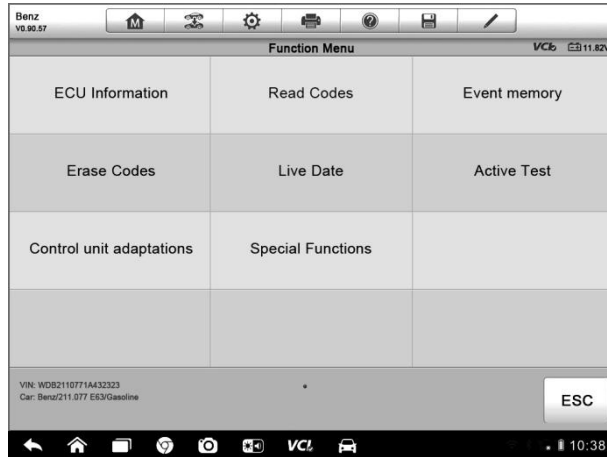 Benz
V0.90.57
M
Function Menu
VCI
11.82V
ECU Information
Read Codes
Event memory
Erase Codes
Live Date
Active Test
Control unit adaptations
Special Functions
VIN: WDB2110771A432323
Car: Benz/211.077 E63/Gasoline
ESC
VCI
10:38